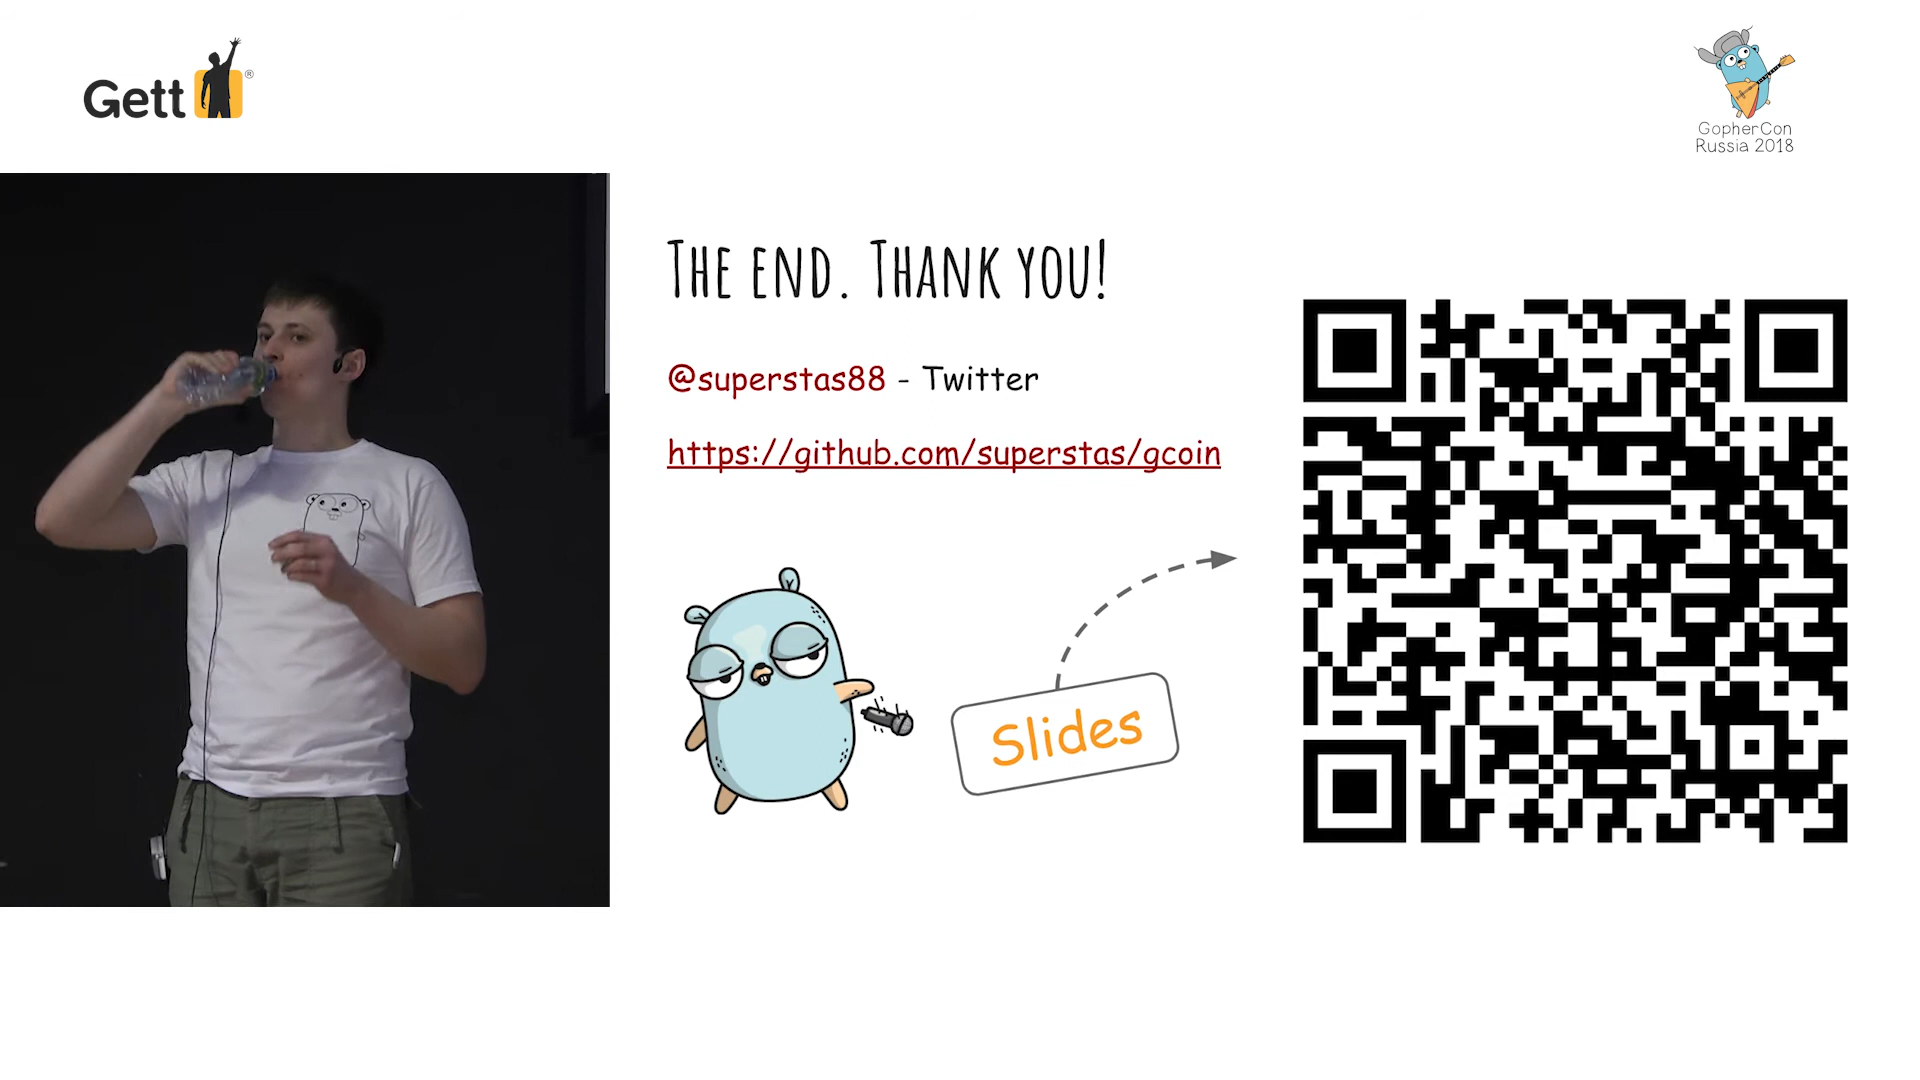 Gett®
GopherCon
Russia 2018
The end. Thank you!
@superstas88 - Twitter
https://github.com/superstas/gcoin
Slides